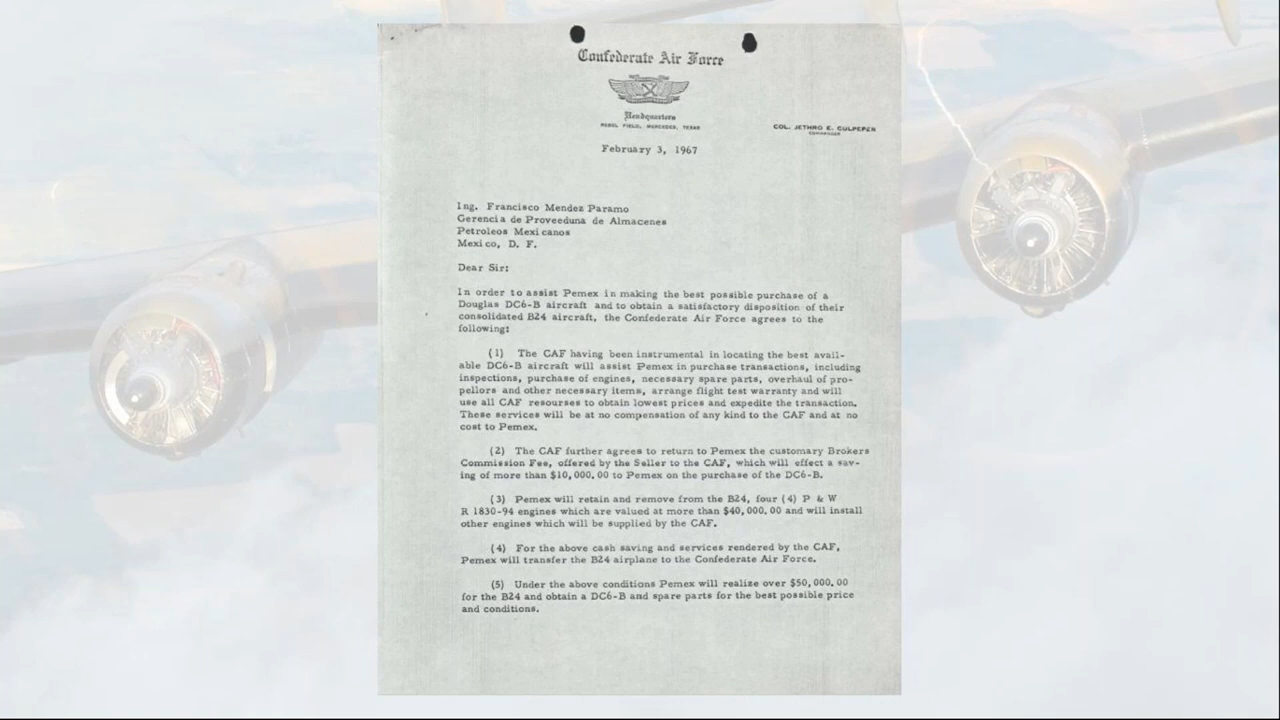 Confederate Air Force
Headquarters
REBEL FIELD, MERCEDES, TEXAS
COL. JETHRO E. CULPEPER
COMMANDER
February 3, 1967
Ing. Francisco Mendez Paramo
Gerencia de Proveeduna de Almacenes
Petroleos Mexicanos
Mexico, D. F.
Dear Sir:
In order to assist Pemex in making the best possible purchase of a
Douglas DC6-B aircraft and to obtain a satisfactory disposition of their
consolidated B24 aircraft, the Confederate Air Force agrees to the
following:
(1) The CAF having been instrumental in locating the best avail-
able DC6-B aircraft will assist Pemex in purchase transactions, including
inspections, purchase of engines, necessary spare parts, overhaul of pro-
pellors and other necessary items, arrange flight test warranty and will
use all CAF resourses to obtain lowest prices and expedite the transaction.
These services will be at no compensation of any kind to the CAF and at no
cost to Pemex.
(2) The CAF further agrees to return to Pemex the customary Brokers
Commission Fee, offered by the Seller to the CAF, which will effect a sav-
ing of more than $10,000.00 to Pemex on the purchase of the DC6-B.
(3) Pemex will retain and remove from the B24, four (4) P & W
R 1830-94 engines which are valued at more than $40,000.00 and will install
other engines which will be supplied by the CAF.
(4) For the above cash saving and services rendered by the CAF,
Pemex will transfer the B24 airplane to the Confederate Air Force.
(5) Under the above conditions Pemex will realize over $50,000.00
for the B24 and obtain a DC6-B and spare parts for the best possible price
and conditions.